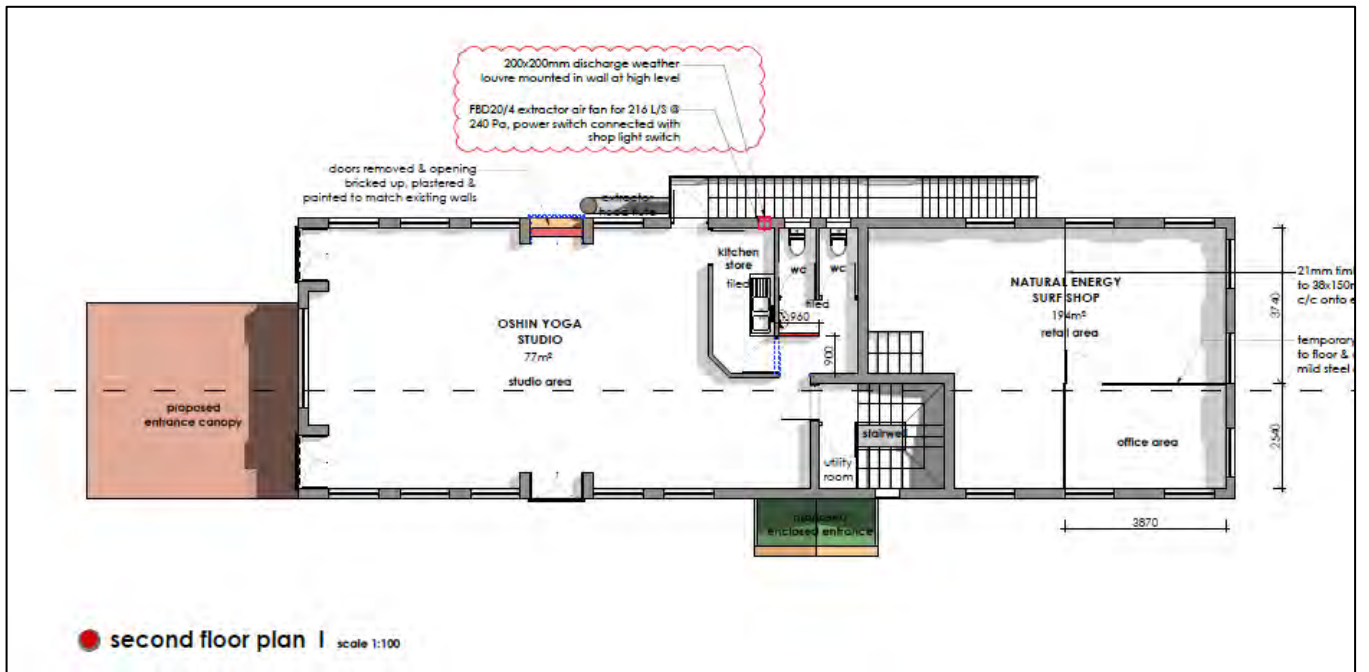 200x200mm discharge weather
louvre mounted in wall at high level
FBD20/4 extractor air fan for 216 L/S @
240 Pa, power switch connected with
shop light switch
doors removed & opening
bricked up, plastered &
painted to match existing walls
extractor
hood flute
kitchen
store
tiled
wc
wc
tiled
960
900
NATURAL ENERGY
SURF SHOP
194m²
retail area
3740
21mm
to
c/c onto
temporary
to floor &
mild steel
OSHIN YOGA
STUDIO
77m²
studio area
proposed
entrance canopy
stairwell
utility
room
office area
2540
enclosed entrance
3870
second floor plan | scale 1:100